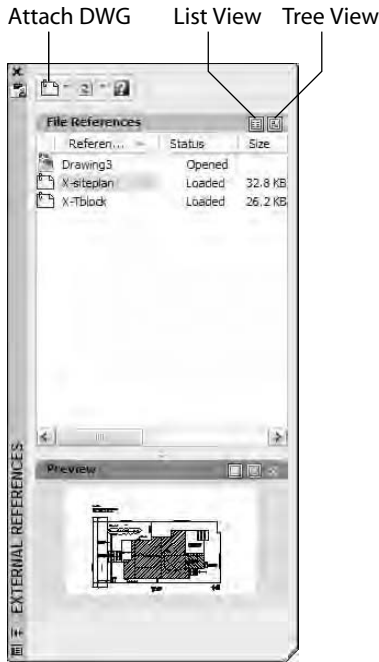 Attach DWG List View Tree View
File References
Referen... Status Size
Drawing3 Opened
X-siteplan Loaded 32.8 KB
X-Tblock Loaded 26.2 KB
Preview
EXTERNAL REFERENCES